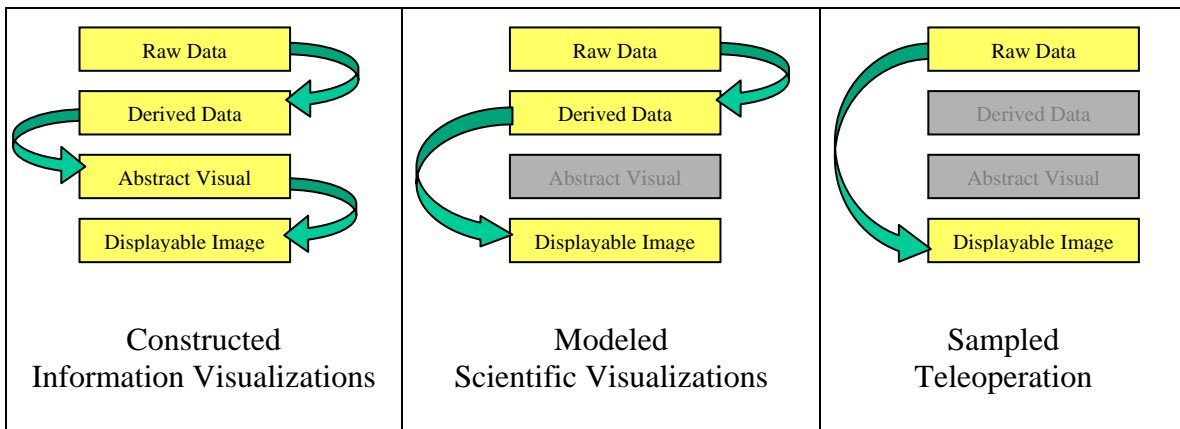 Raw Data
Derived Data
Abstract Visual
Displayable Image
Constructed
Information Visualizations
Raw Data
Derived Data
Abstract Visual
Displayable Image
Modeled
Scientific Visualizations
Raw Data
Derived Data
Abstract Visual
Displayable Image
Sampled
Teleoperation